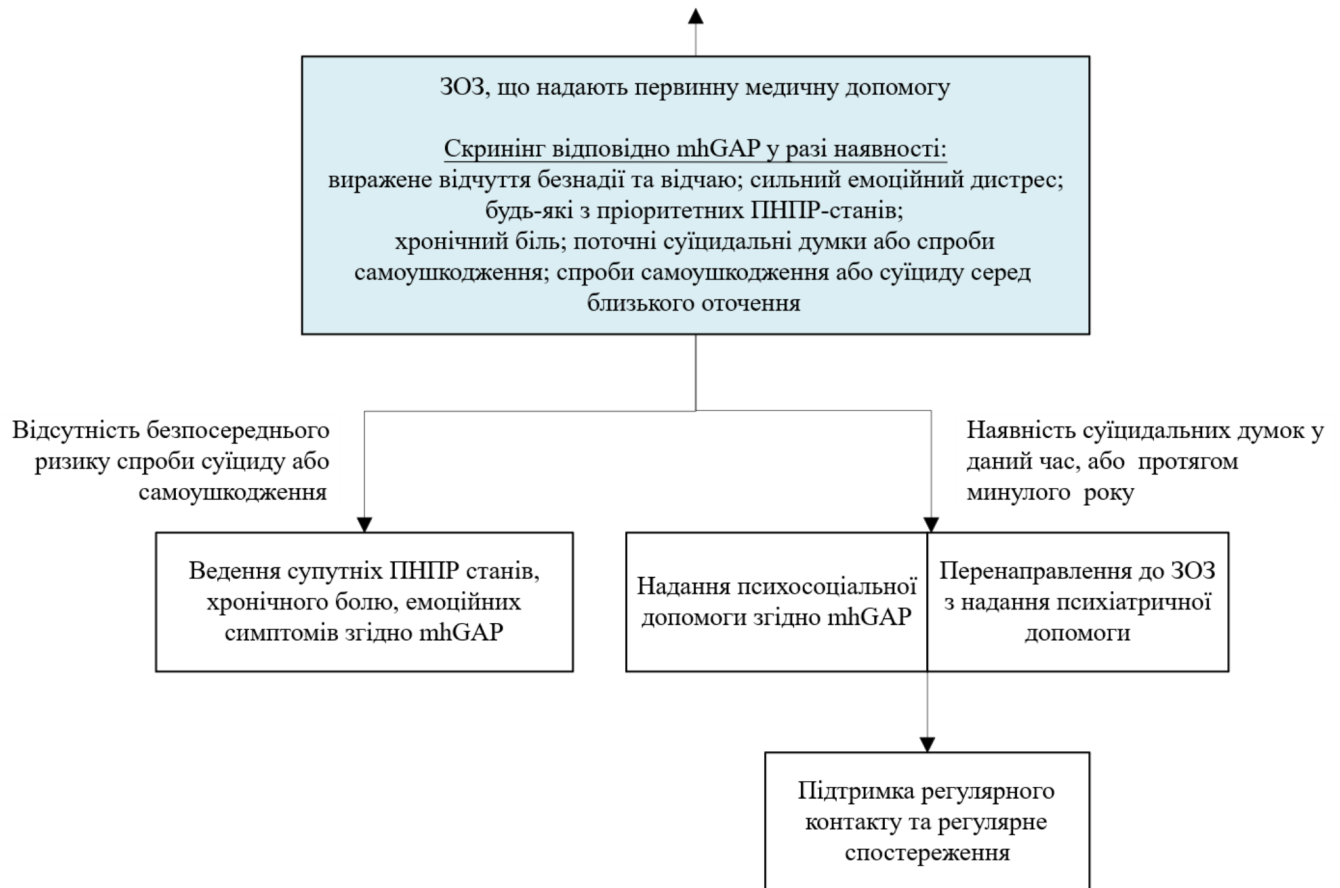 ЗОЗ, що надають первинну медичну допомогу
Скринінг відповідно mhGAP у разі наявності:
виражене відчуття безнадії та відчаю; сильний емоційний дистрес;
будь-які з пріоритетних ПНПР-станів;
хронічний біль; поточні суїцидальні думки або спроби
самоушкодження; спроби самоушкодження або суїциду серед
близького оточення
Відсутність безпосереднього
ризику спроби суїциду або
самоушкодження
Наявність суїцидальних думок у
даний час, або протягом
минулого року
Ведення супутніх ПНПР станів,
хронічного болю, емоційних
симптомів згідно mhGAP
Надання психосоціальної
допомоги згідно mhGAP
Перенаправлення до ЗОЗ
з надання психіатричної
допомоги
Підтримка регулярного
контакту та регулярне
спостереження